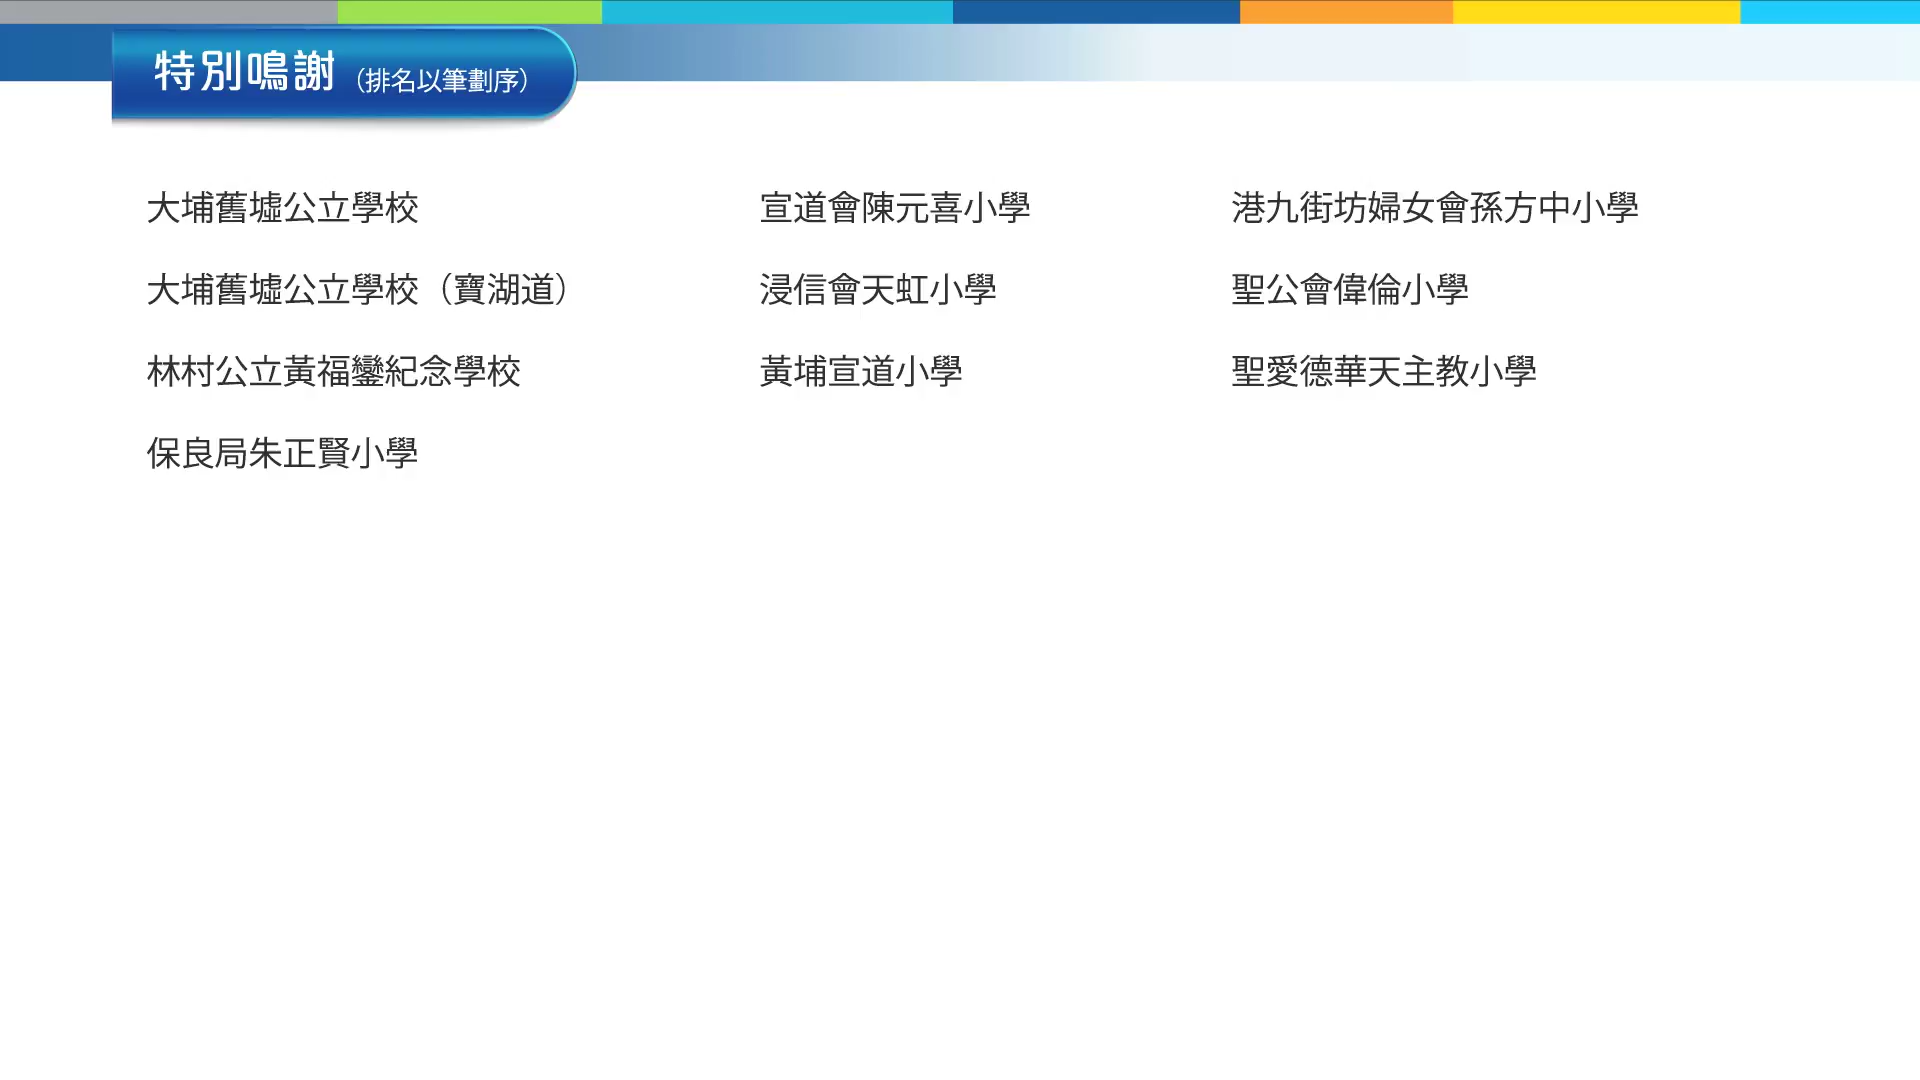 特別鳴謝（排名以筆劃序）
大埔舊墟公立學校
大埔舊墟公立學校（寶湖道）
林村公立黃福鑾紀念學校
保良局朱正賢小學
宣道會陳元喜小學
浸信會天虹小學
黃埔宣道小學
港九街坊婦女會孫方中小學
聖公會偉倫小學
聖愛德華天主教小學